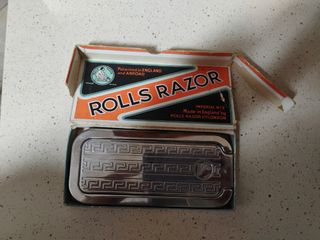 Patented in ENGLAND
and ABROAD
ROLLS RAZOR
IMPERIAL Nº 2
Made in England by
ROLLS RAZOR LTD LONDON